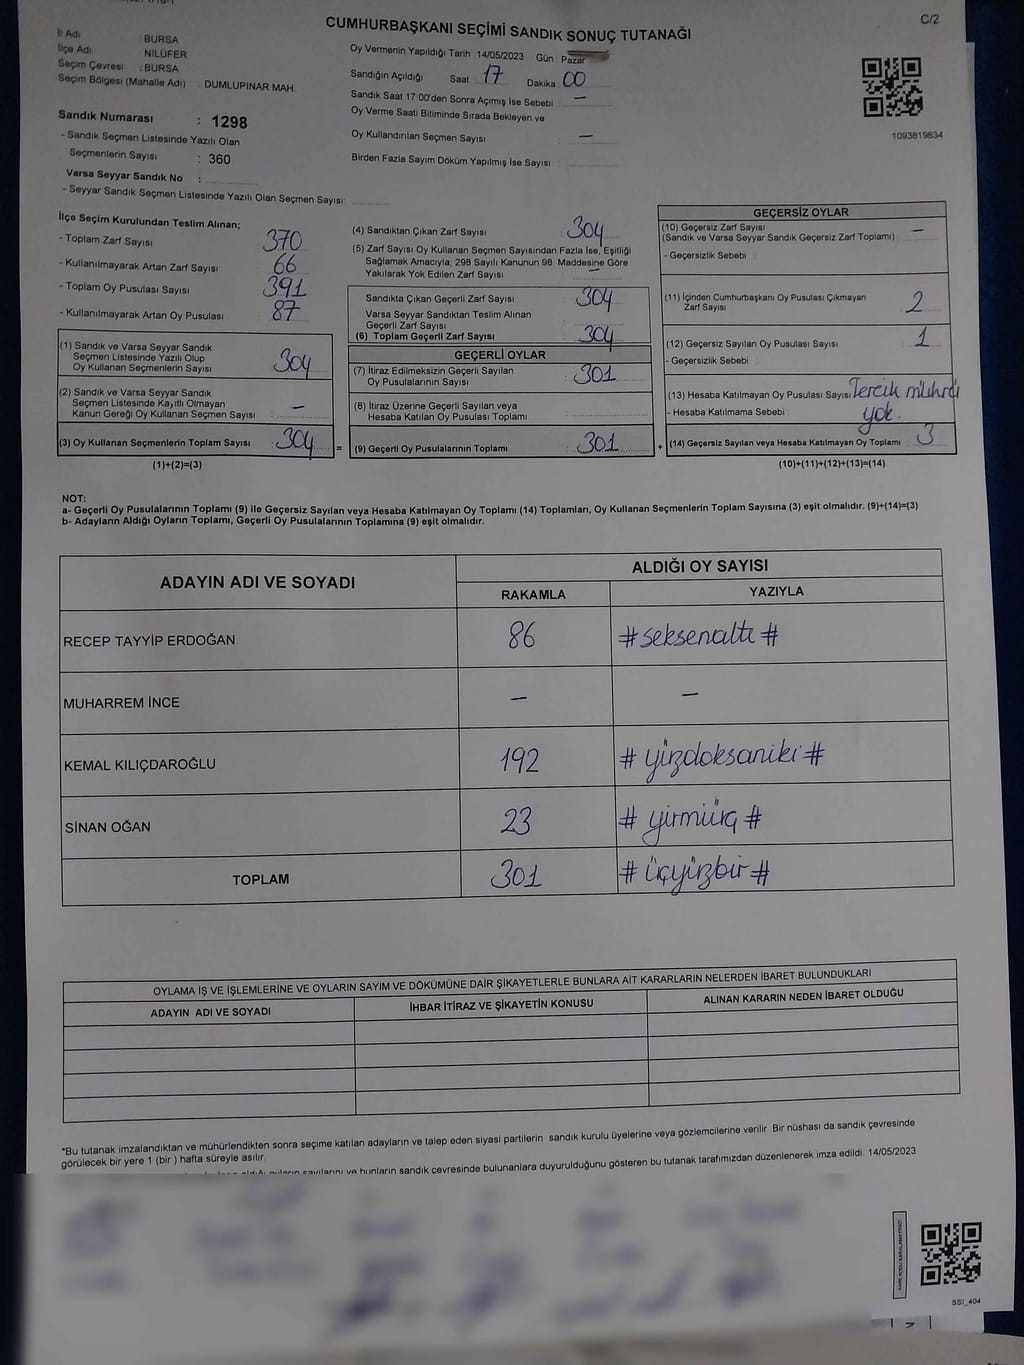 C/2
CUMHURBAŞKANI SEÇİMİ SANDIK SONUÇ TUTANAĞI
İl Adı : BURSA
İlçe Adı : NİLÜFER
Seçim Çevresi : BURSA
Seçim Bölgesi (Mahalle Adı) : DUMLUPINAR MAH.
Sandık Numarası : 1298
- Sandık Seçmen Listesinde Yazılı Olan
Seçmenlerin Sayısı : 360
Varsa Seyyar Sandık No :
- Seyyar Sandık Seçmen Listesinde Yazılı Olan Seçmen Sayısı:
Oy Vermenin Yapıldığı Tarih : 14/05/2023 Gün : Pazar
Sandığın Açıldığı Saat 17 Dakika 00
Sandık Saat 17:00'den Sonra Açımış İse Sebebi : —
Oy Verme Saati Bitiminde Sırada Bekleyen ve
Oy Kullandırılan Seçmen Sayısı : —
Birden Fazla Sayım Döküm Yapılmış İse Sayısı :
1093819834
İlçe Seçim Kurulundan Teslim Alınan;
- Toplam Zarf Sayısı : 370
- Kullanılmayarak Artan Zarf Sayısı : 66
- Toplam Oy Pusulası Sayısı : 391
- Kullanılmayarak Artan Oy Pusulası : 87
(1) Sandık ve Varsa Seyyar Sandık
Seçmen Listesinde Yazılı Olup
Oy Kullanan Seçmenlerin Sayısı : 304
(2) Sandık ve Varsa Seyyar Sandık
Seçmen Listesinde Kayıtlı Olmayan
Kanun Gereği Oy Kullanan Seçmen Sayısı : —
(3) Oy Kullanan Seçmenlerin Toplam Sayısı : 304 =
(1)+(2)=(3)
(4) Sandıktan Çıkan Zarf Sayısı : 304
(5) Zarf Sayısı Oy Kullanan Seçmen Sayısından Fazla İse, Eşitliği
Sağlamak Amacıyla, 298 Sayılı Kanunun 98. Maddesine Göre
Yakılarak Yok Edilen Zarf Sayısı : —
Sandıkta Çıkan Geçerli Zarf Sayısı : 304
Varsa Seyyar Sandıktan Teslim Alınan
Geçerli Zarf Sayısı :
(6) Toplam Geçerli Zarf Sayısı : 304
GEÇERLİ OYLAR
(7) İtiraz Edilmeksizin Geçerli Sayılan
Oy Pusulalarının Sayısı : 301
(8) İtiraz Üzerine Geçerli Sayılan veya
Hesaba Katılan Oy Pusulası Toplamı :
(9) Geçerli Oy Pusulalarının Toplamı : 301 +
GEÇERSİZ OYLAR
(10) Geçersiz Zarf Sayısı : —
(Sandık ve Varsa Seyyar Sandık Geçersiz Zarf Toplamı)
- Geçersizlik Sebebi :
(11) İçinden Cumhurbaşkanı Oy Pusulası Çıkmayan
Zarf Sayısı : 2
(12) Geçersiz Sayılan Oy Pusulası Sayısı : 1
- Geçersizlik Sebebi :
(13) Hesaba Katılmayan Oy Pusulası Sayısı : Tercih mührü
- Hesaba Katılmama Sebebi : yok.
(14) Geçersiz Sayılan veya Hesaba Katılmayan Oy Toplamı : 3
(10)+(11)+(12)+(13)=(14)
NOT:
a- Geçerli Oy Pusulalarının Toplamı (9) ile Geçersiz Sayılan veya Hesaba Katılmayan Oy Toplamı (14) Toplamları, Oy Kullanan Seçmenlerin Toplam Sayısına (3) eşit olmalıdır. (9)+(14)=(3)
b- Adayların Aldığı Oyların Toplamı, Geçerli Oy Pusulalarının Toplamına (9) eşit olmalıdır.
ADAYIN ADI VE SOYADI ALDIĞI OY SAYISI
RAKAMLA YAZIYLA
RECEP TAYYİP ERDOĞAN 86 #seksenaltı#
MUHARREM İNCE — —
KEMAL KILIÇDAROĞLU 192 #yüzdoksaniki#
SİNAN OĞAN 23 #yirmiüç#
TOPLAM 301 #üçyüzbir#
OYLAMA İŞ VE İŞLEMLERİNE VE OYLARIN SAYIM VE DÖKÜMÜNE DAİR ŞİKAYETLERLE BUNLARA AİT KARARLARIN NELERDEN İBARET BULUNDUKLARI
ADAYIN ADI VE SOYADI İHBAR İTİRAZ VE ŞİKAYETİN KONUSU ALINAN KARARIN NEDEN İBARET OLDUĞU
*Bu tutanak imzalandıktan ve mühürlendikten sonra seçime katılan adayların ve talep eden siyasi partilerin sandık kurulu üyelerine veya gözlemcilerine verilir. Bir nüshası da sandık çevresinde
görülecek bir yere 1 (bir ) hafta süreyle asılır.
oyların sayılarını ve bunların sandık çevresinde bulunanlara duyurulduğunu gösteren bu tutanak tarafımızdan düzenlenerek imza edildi. 14/05/2023
SSI_404